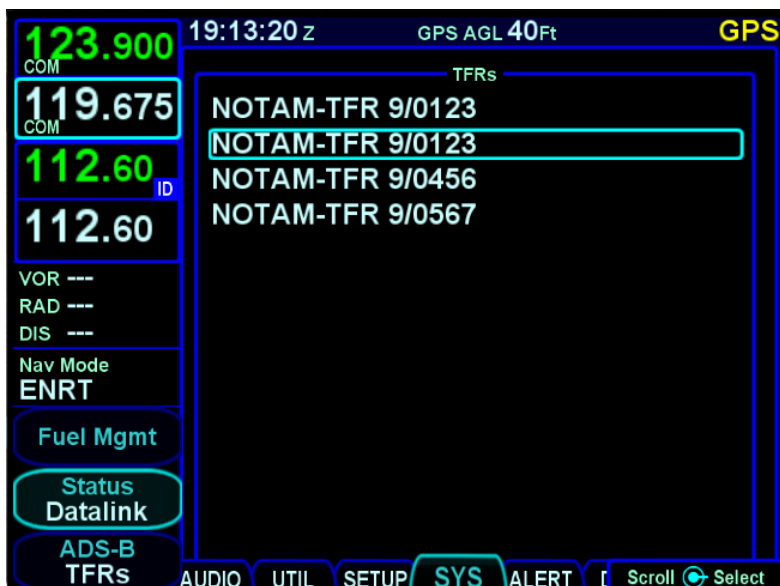 123.900
COM
119.675
COM
112.60
ID
112.60
VOR ---
RAD ---
DIS ---
Nav Mode
ENRT
Fuel Mgmt
Status
Datalink
ADS-B
TFRs
19:13:20 Z GPS AGL 40Ft GPS
TFRs
NOTAM-TFR 9/0123
NOTAM-TFR 9/0123
NOTAM-TFR 9/0456
NOTAM-TFR 9/0567
AUDIO UTIL SETUP SYS ALERT Scroll Select